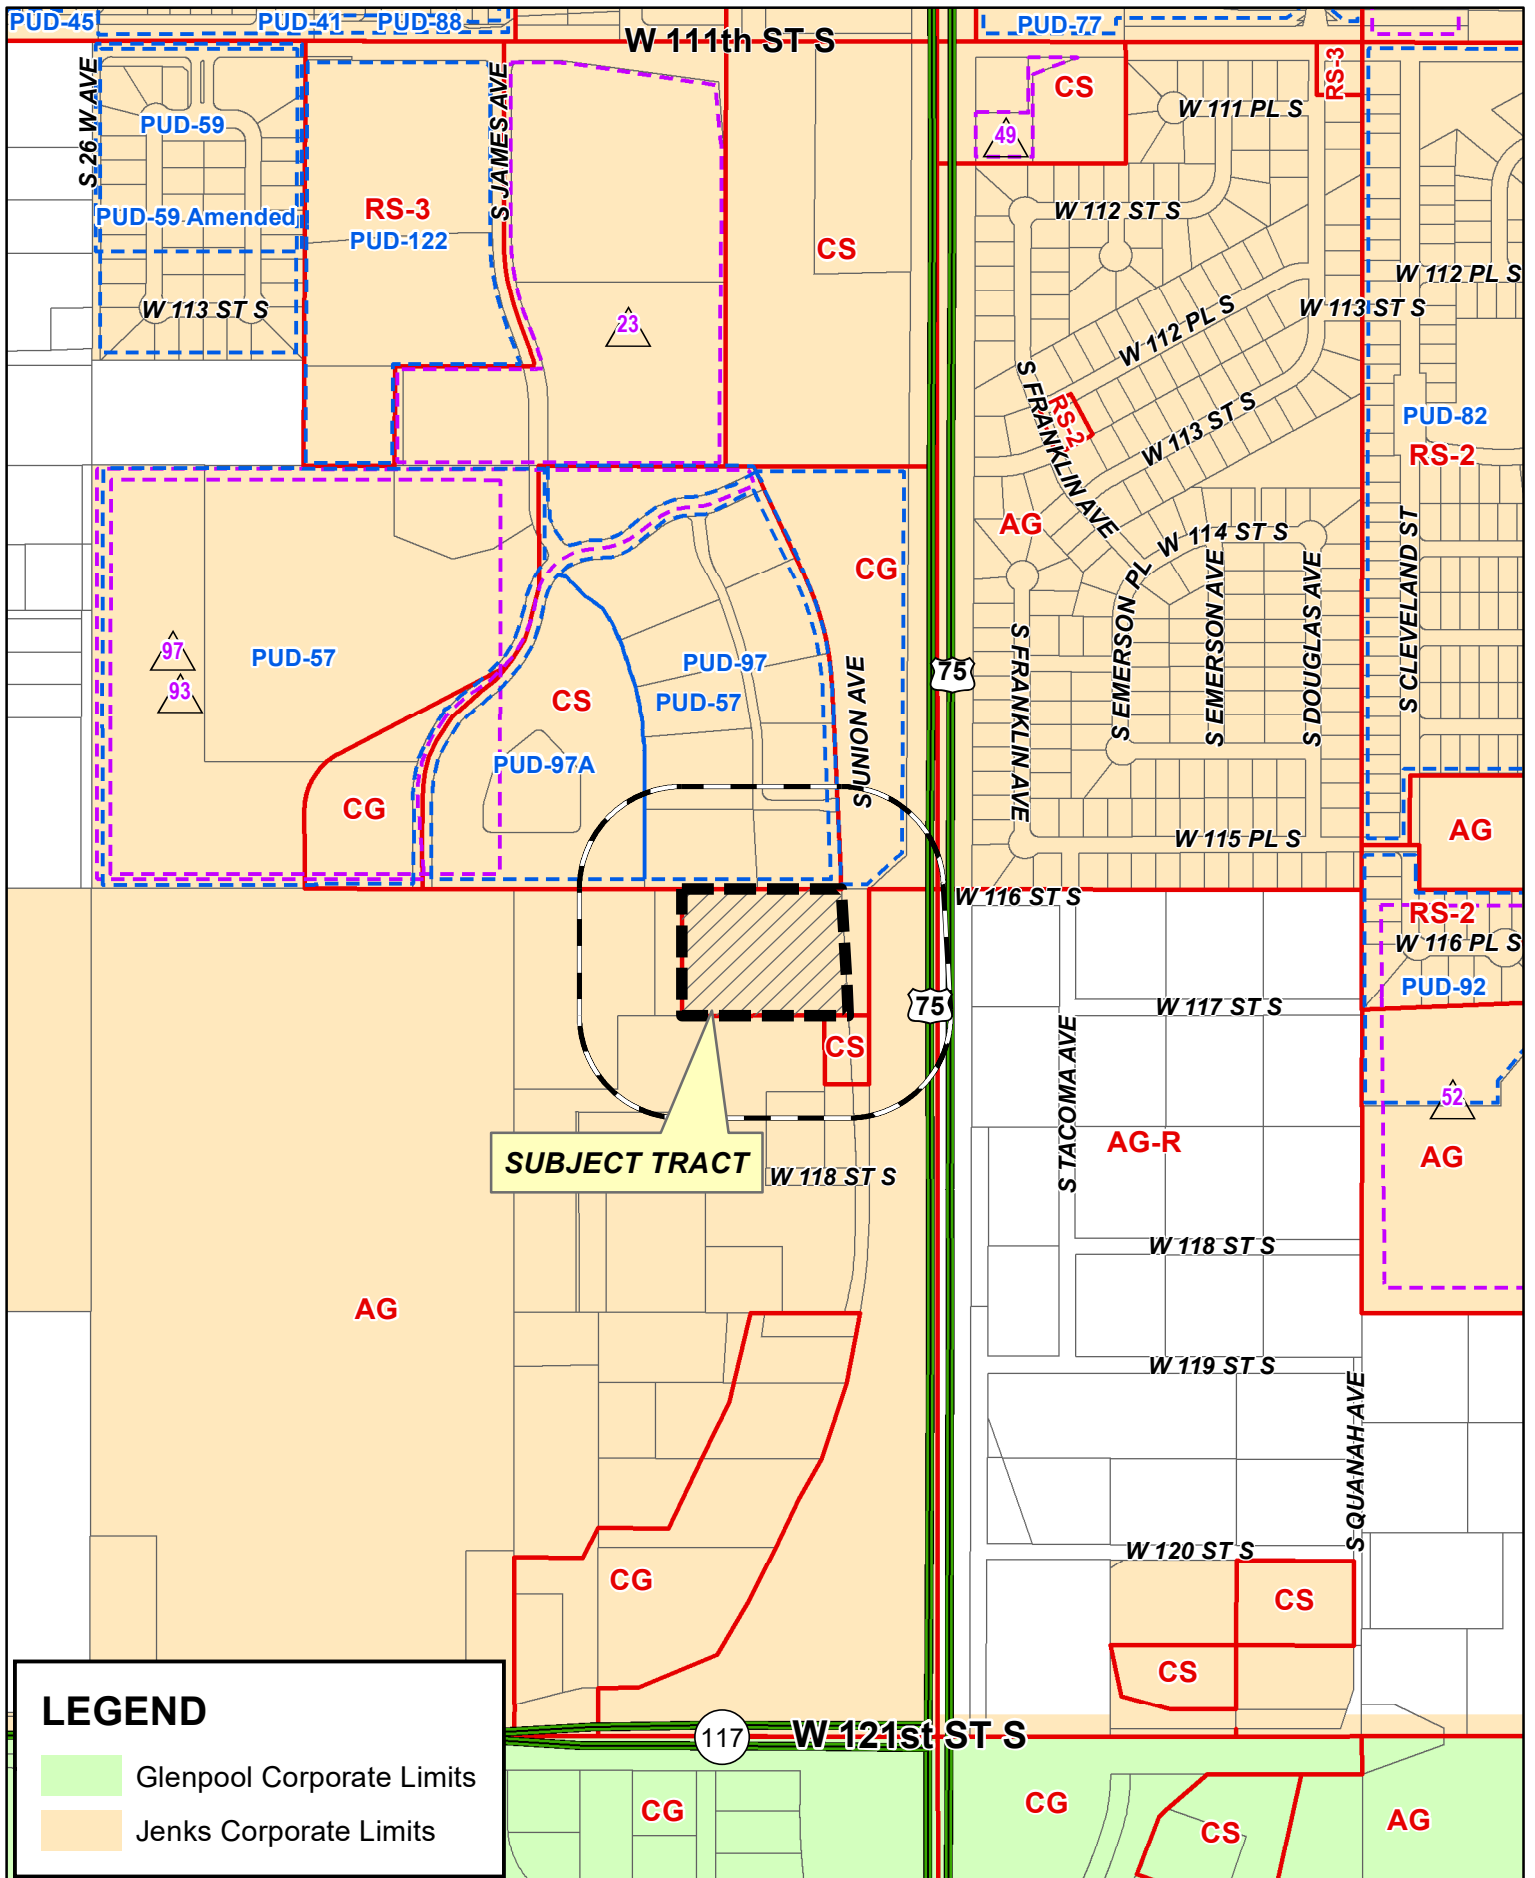 PUD-45
PUD-41
PUD-88
PUD-77
W 111th ST S
S 26 W AVE
PUD-59
PUD-59 Amended
W 113 ST S
RS-3
PUD-122
S JAMES AVE
23
CS
49
CS
RS-3
W 111 PL S
W 112 ST S
W 112 PL S
W 113 ST S
W 112 PL S
RS-2
S FRANKLIN AVE
W 113 ST S
PUD-82
RS-2
AG
W 114 ST S
S EMERSON PL
S EMERSON AVE
S DOUGLAS AVE
S CLEVELAND ST
S FRANKLIN AVE
CG
97
93
PUD-57
PUD-97
PUD-57
CS
PUD-97A
S UNION AVE
75
CG
W 115 PL S
AG
W 116 ST S
RS-2
W 116 PL S
PUD-92
75
W 117 ST S
CS
S TACOMA AVE
52
AG-R
AG
SUBJECT TRACT
W 118 ST S
W 118 ST S
AG
W 119 ST S
S QUANAH AVE
W 120 ST S
CG
CS
CS
117
W 121st ST S
LEGEND
Glenpool Corporate Limits
Jenks Corporate Limits
CG
CG
CS
AG